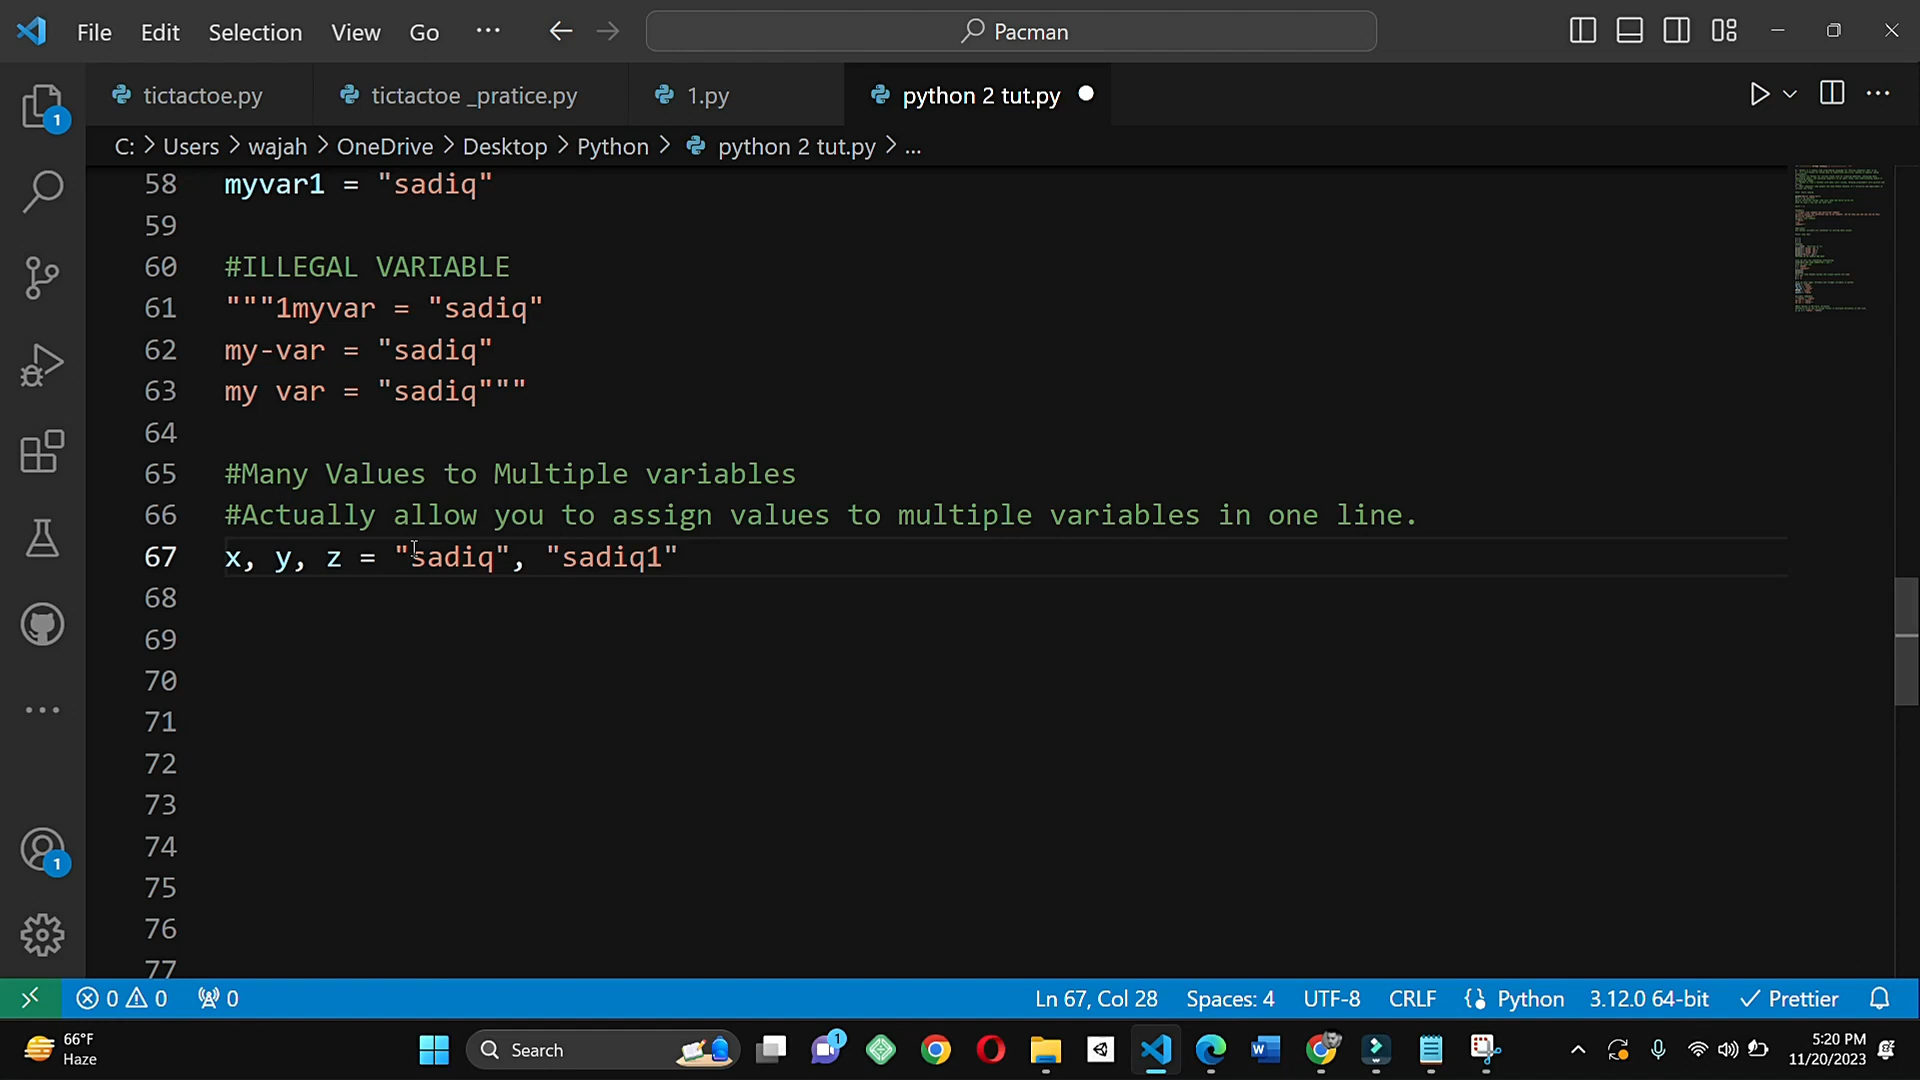 File Edit Selection View Go ··· Pacman
tictactoe.py tictactoe _pratice.py 1.py python 2 tut.py
C: > Users > wajah > OneDrive > Desktop > Python > python 2 tut.py > ...
58 myvar1 = "sadiq"
59
60 #ILLEGAL VARIABLE
61 """1myvar = "sadiq"
62 my-var = "sadiq"
63 my var = "sadiq"""
64
65 #Many Values to Multiple variables
66 #Actually allow you to assign values to multiple variables in one line.
67 x, y, z = "sadiq", "sadiq1"
68
69
70
71
72
73
74
75
76
77
1
1
0 0 0 Ln 67, Col 28 Spaces: 4 UTF-8 CRLF Python 3.12.0 64-bit Prettier
66°F
Haze
Search
1
5:20 PM
11/20/2023